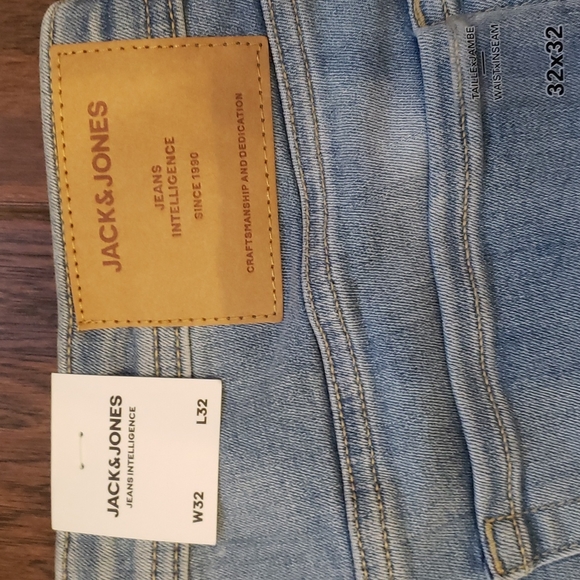 JACK&JONES
JEANS
INTELLIGENCE
SINCE 1990
CRAFTSMANSHIP AND DEDICATION
JACK&JONES
JEANS INTELLIGENCE
W32 L32
TAILLE x JAMBE
WAIST x INSEAM
32x32